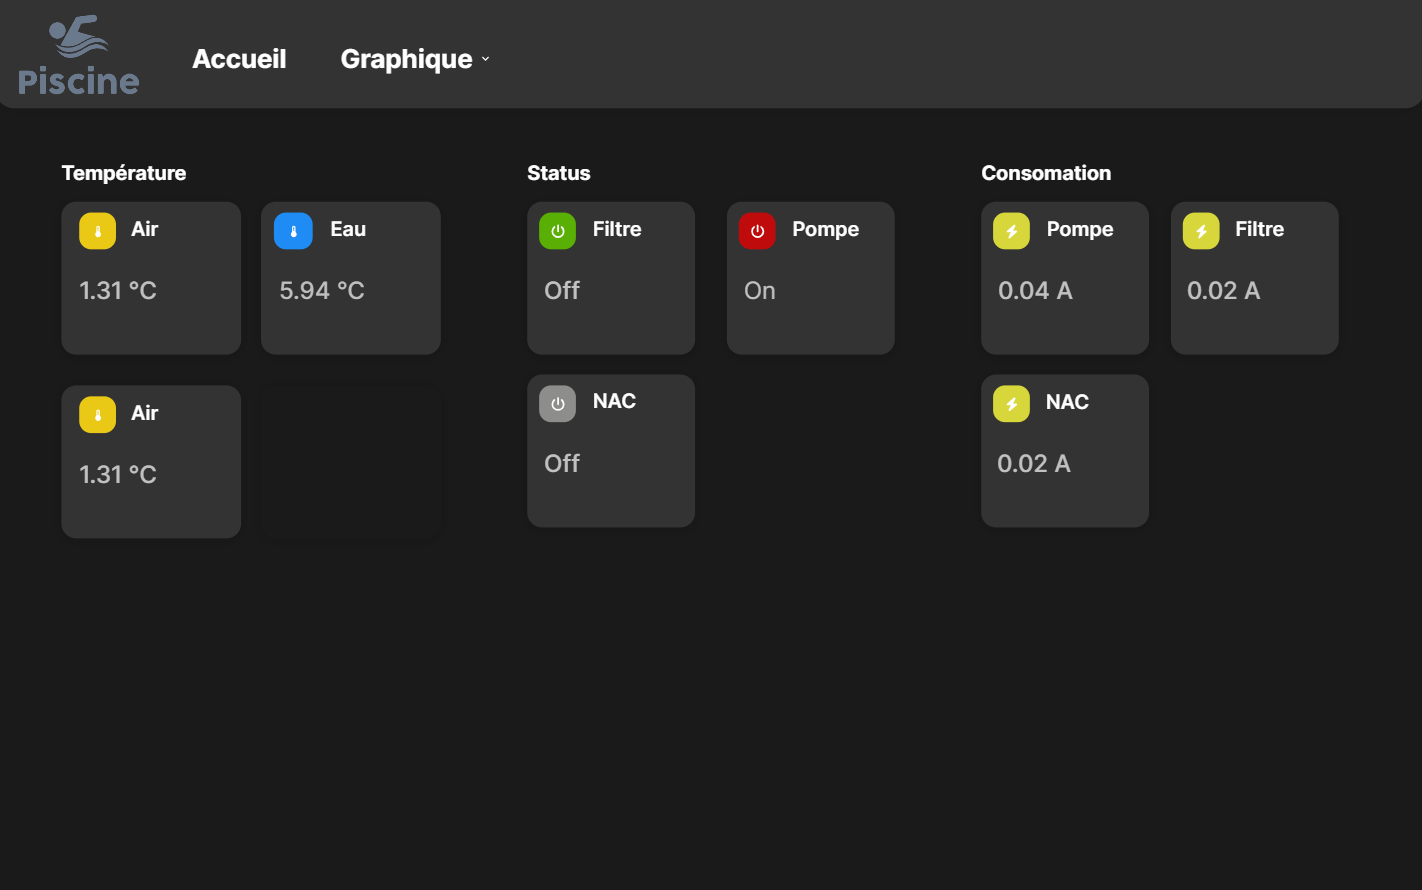 Piscine
Accueil
Graphique
Température
Air
1.31 °C
Eau
5.94 °C
Air
1.31 °C
Status
Filtre
Off
Pompe
On
NAC
Off
Consomation
Pompe
0.04 A
Filtre
0.02 A
NAC
0.02 A